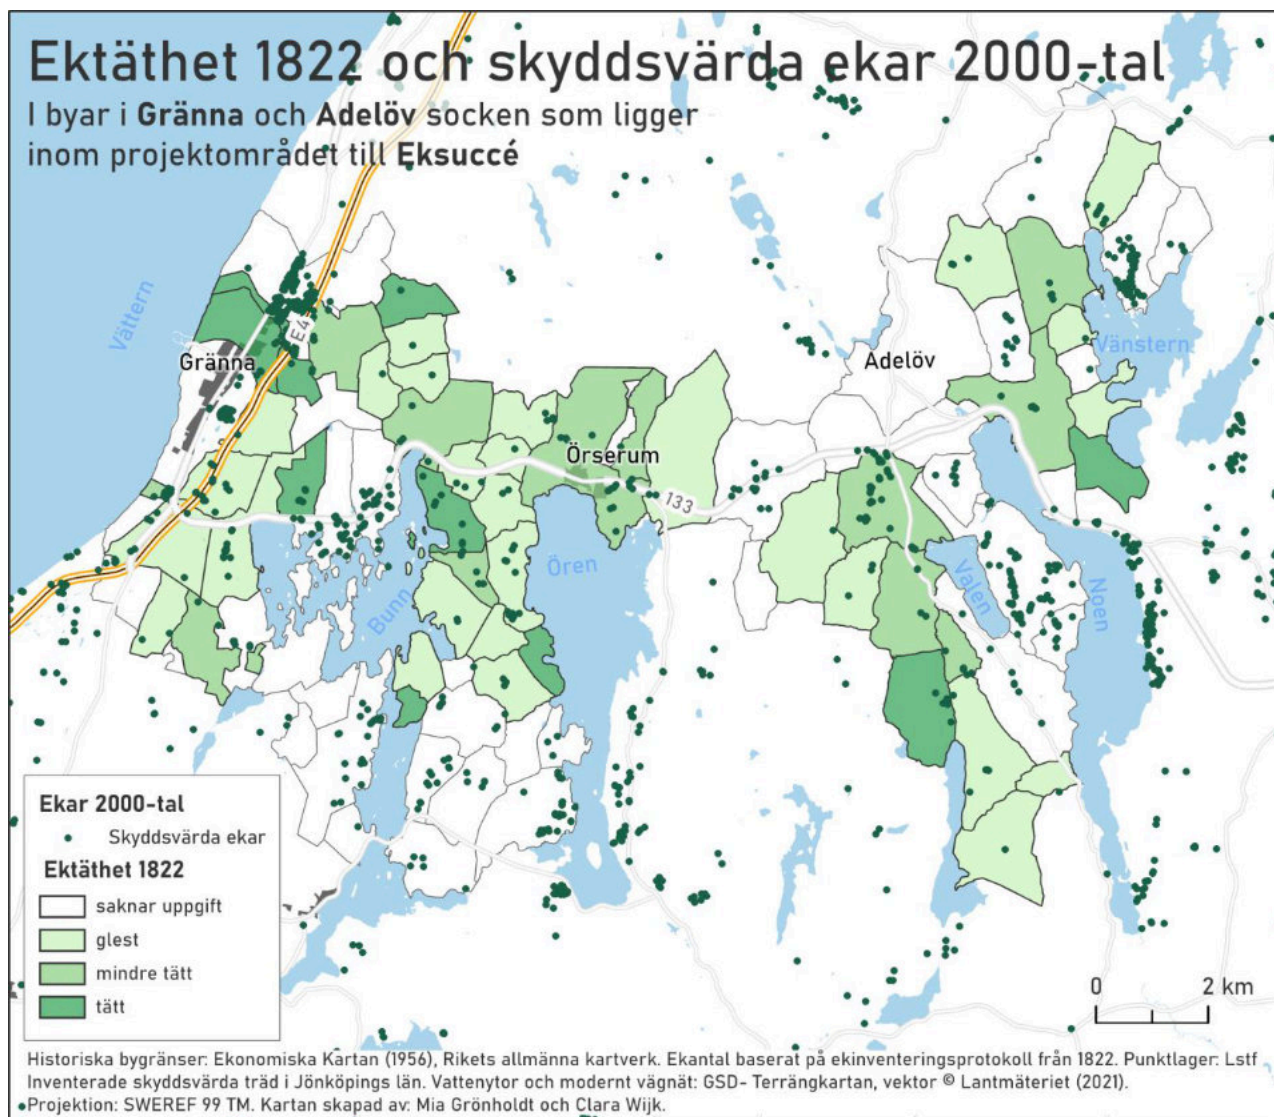 Ektäthet 1822 och skyddsvärda ekar 2000-tal
I byar i Gränna och Adelöv socken som ligger
inom projektområdet till Eksuccé
Vättern
E4
Gränna
Vänstern
Adelöv
Örserum
133
Ören
Bunn
Valen
Noen
Ekar 2000-tal
Skyddsvärda ekar
Ektäthet 1822
saknar uppgift
glest
mindre tätt
tätt
0 2 km
Historiska bygränser: Ekonomiska Kartan (1956), Rikets allmänna kartverk. Ekantal baserat på ekinventeringsprotokoll från 1822. Punktlager: Lstf
Inventerade skyddsvärda träd i Jönköpings län. Vattenytor och modernt vägnät: GSD- Terrängkartan, vektor © Lantmäteriet (2021).
Projektion: SWEREF 99 TM. Kartan skapad av: Mia Grönholdt och Clara Wijk.